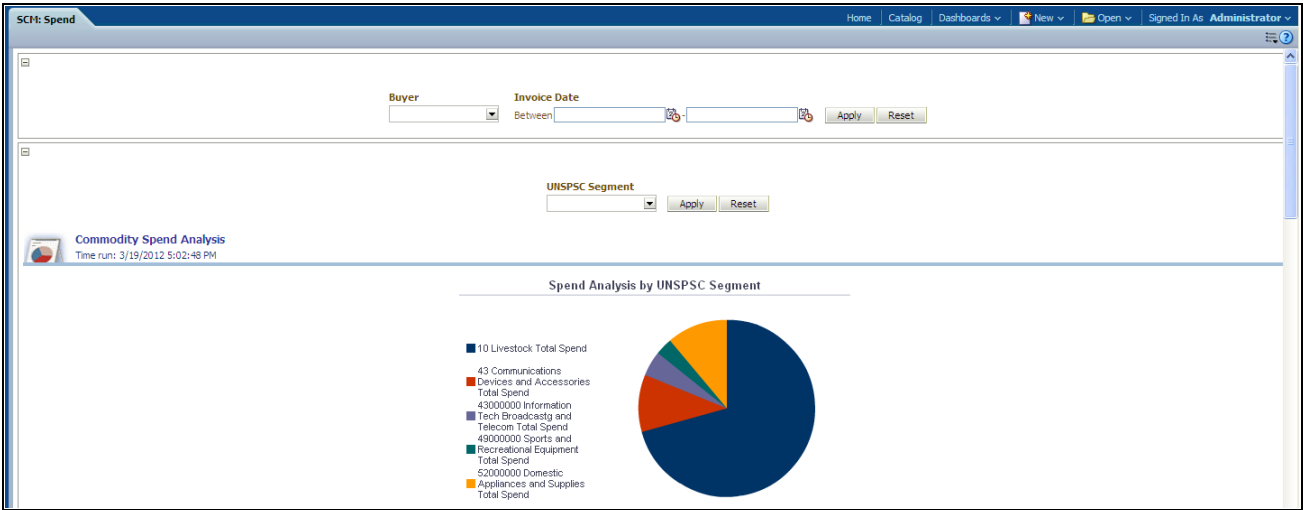 SCM: Spend
Home Catalog Dashboards New Open Signed In As Administrator
Buyer Invoice Date
Between - Apply Reset
UNSPSC Segment
Apply Reset
Commodity Spend Analysis
Time run: 3/19/2012 5:02:48 PM
Spend Analysis by UNSPSC Segment
10 Livestock Total Spend
43 Communications
Devices and Accessories
Total Spend
43000000 Information
Tech Broadcastg and
Telecom Total Spend
49000000 Sports and
Recreational Equipment
Total Spend
52000000 Domestic
Appliances and Supplies
Total Spend